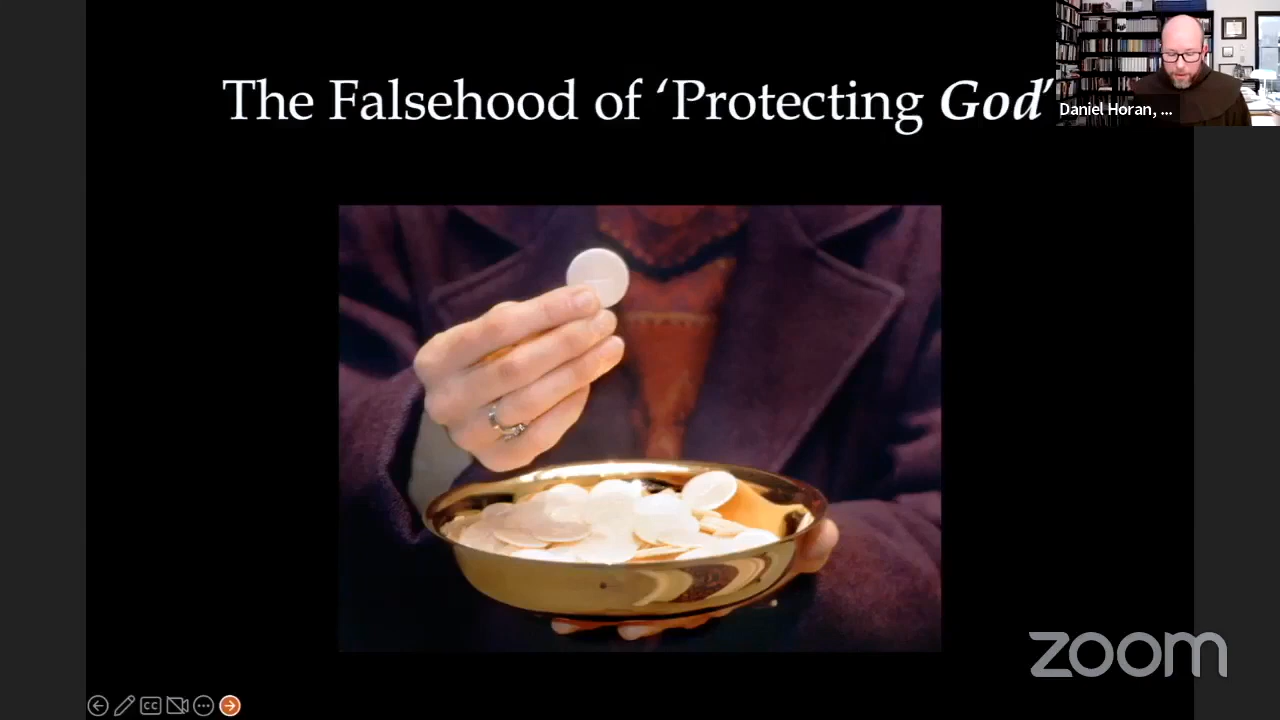 The Falsehood of ‘Protecting God’
Daniel Horan, ...
CC
zoom